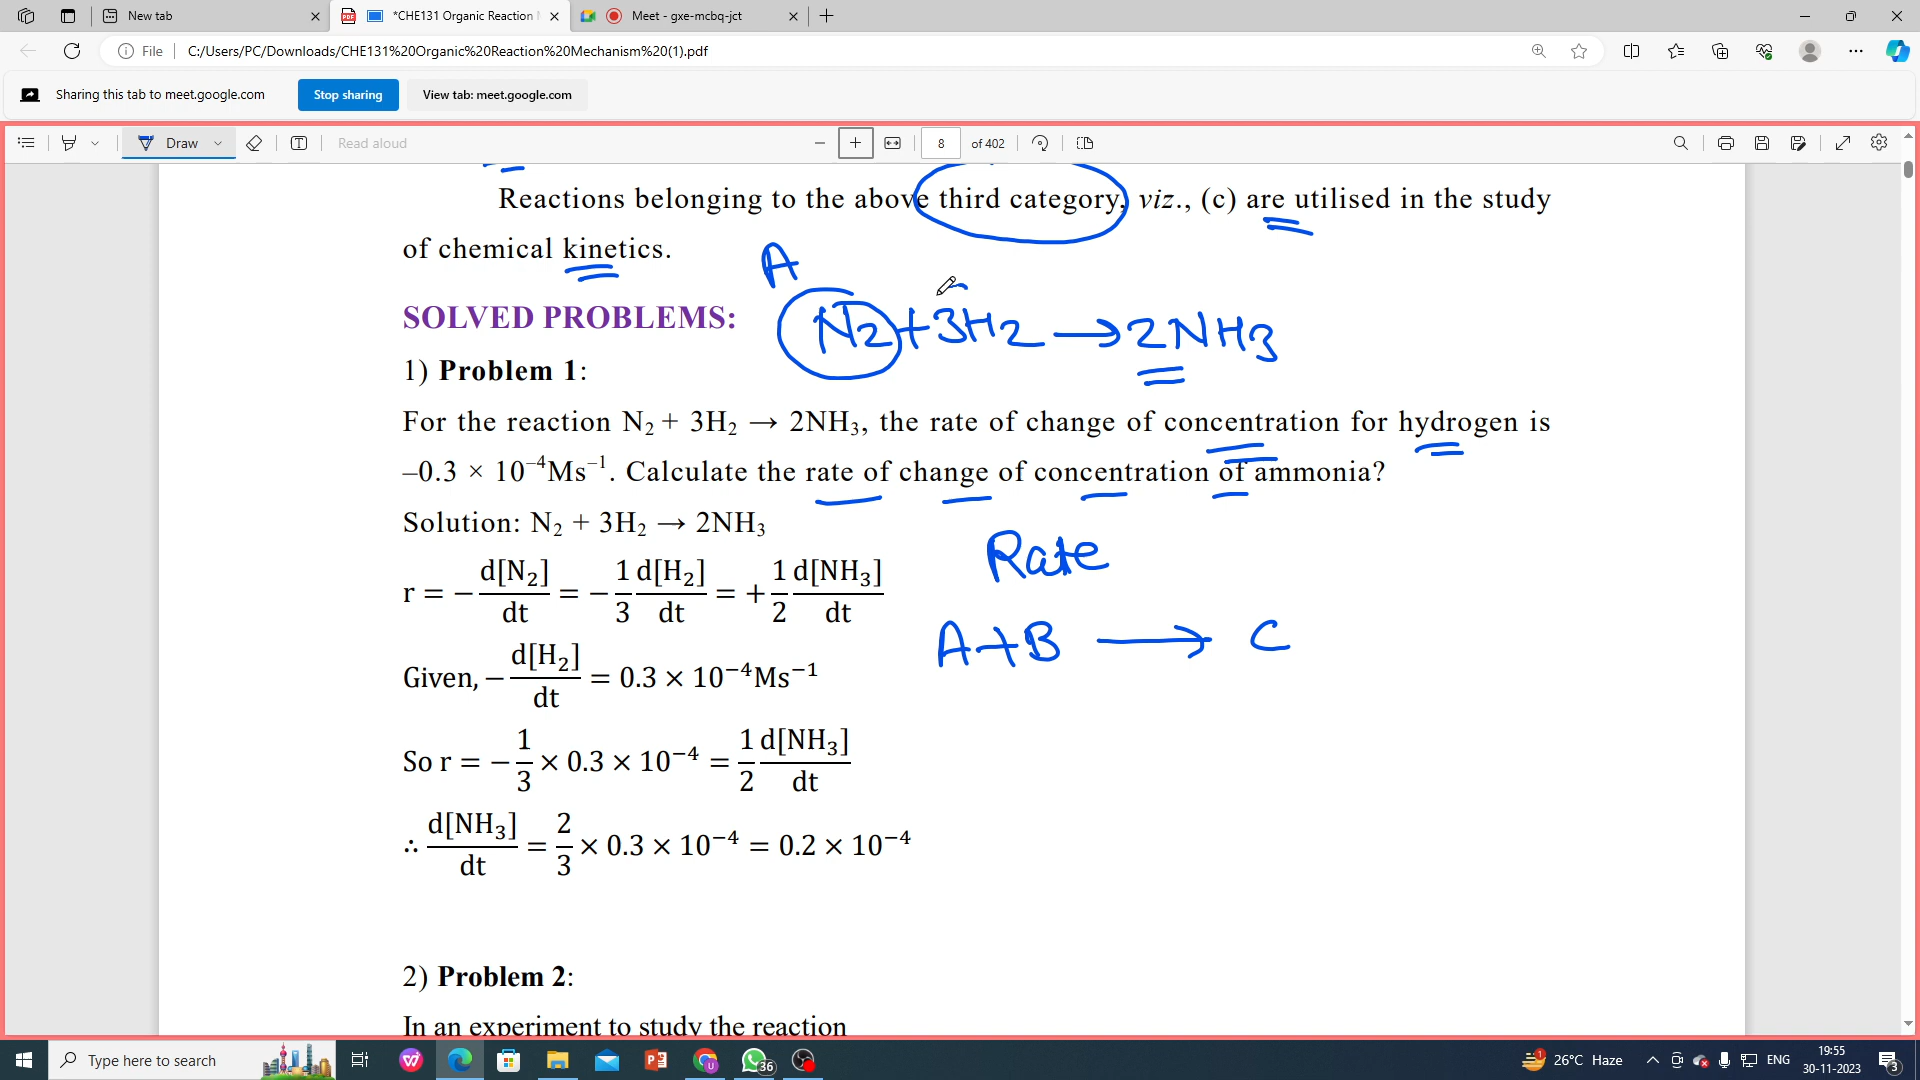 New tab
*CHE131 Organic Reaction M
Meet - gxe-mcbq-jct
File
C:/Users/PC/Downloads/CHE131%20Organic%20Reaction%20Mechanism%20(1).pdf
Sharing this tab to meet.google.com
Stop sharing
View tab: meet.google.com
Draw
Read aloud
8 of 402
Reactions belonging to the above third category, viz., (c) are utilised in the study
of chemical kinetics.
A
SOLVED PROBLEMS:
N2+3H2 → 2NH3
1) Problem 1:
For the reaction N₂ + 3H₂ → 2NH₃, the rate of change of concentration for hydrogen is
–0.3 × 10⁻⁴Ms⁻¹. Calculate the rate of change of concentration of ammonia?
Solution: N₂ + 3H₂ → 2NH₃
Rate
r = − d[N₂]/dt = − 1/3 d[H₂]/dt = + 1/2 d[NH₃]/dt
A+B → C
Given, − d[H₂]/dt = 0.3 × 10⁻⁴Ms⁻¹
So r = − 1/3 × 0.3 × 10⁻⁴ = 1/2 d[NH₃]/dt
∴ d[NH₃]/dt = 2/3 × 0.3 × 10⁻⁴ = 0.2 × 10⁻⁴
2) Problem 2:
In an experiment to study the reaction
Type here to search
36
26°C Haze
ENG
19:55
30-11-2023
3